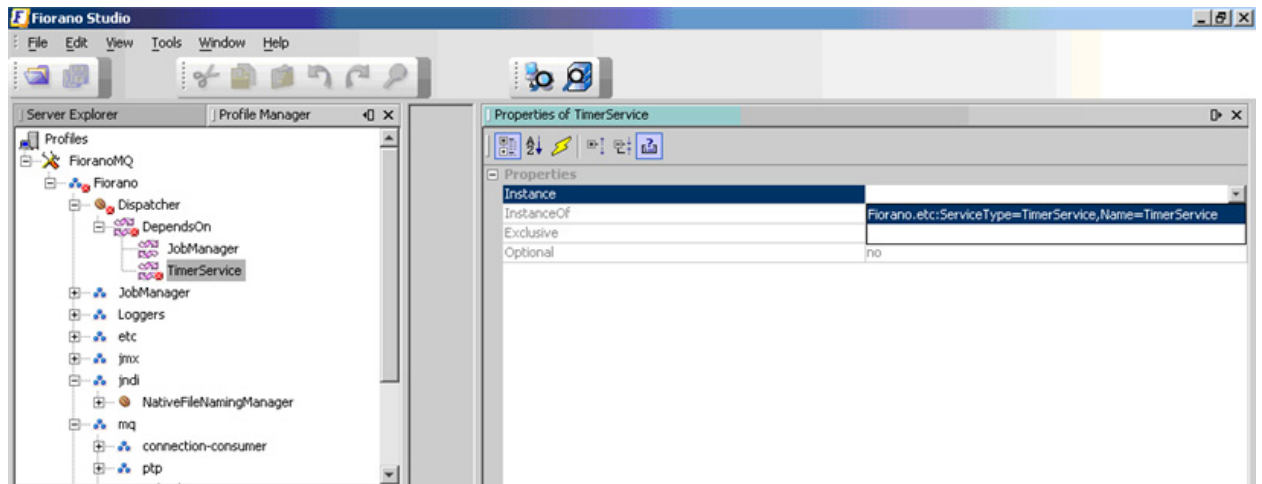 Fiorano Studio
File Edit View Tools Window Help
Server Explorer Profile Manager
Profiles
FioranoMQ
Fiorano
Dispatcher
DependsOn
JobManager
TimerService
JobManager
Loggers
etc
jmx
jndi
NativeFileNamingManager
mq
connection-consumer
ptp
Properties of TimerService
Properties
Instance
InstanceOf Fiorano.etc:ServiceType=TimerService,Name=TimerService
Exclusive
Optional no